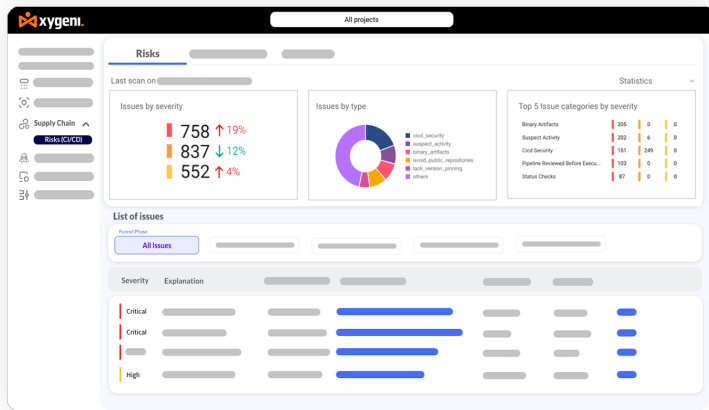 xygeni.
All projects
Risks
Last scan on
Statistics
Supply Chain
Risks (CI/CD)
Issues by severity
758 ↑ 19%
837 ↓ 12%
552 ↑ 4%
Issues by type
cicd_security
suspect_activity
binary_artifacts
avoid_public_repositories
lack_version_pinning
others
Top 5 Issue categories by severity
Binary Artifacts 205 0 0
Suspect Activity 202 6 0
Cicd Security 151 249 0
Pipeline Reviewed Before Execu... 103 0 0
Status Checks 87 0 0
List of issues
Funnel Phase
All Issues
Severity Explanation
Critical
Critical
High